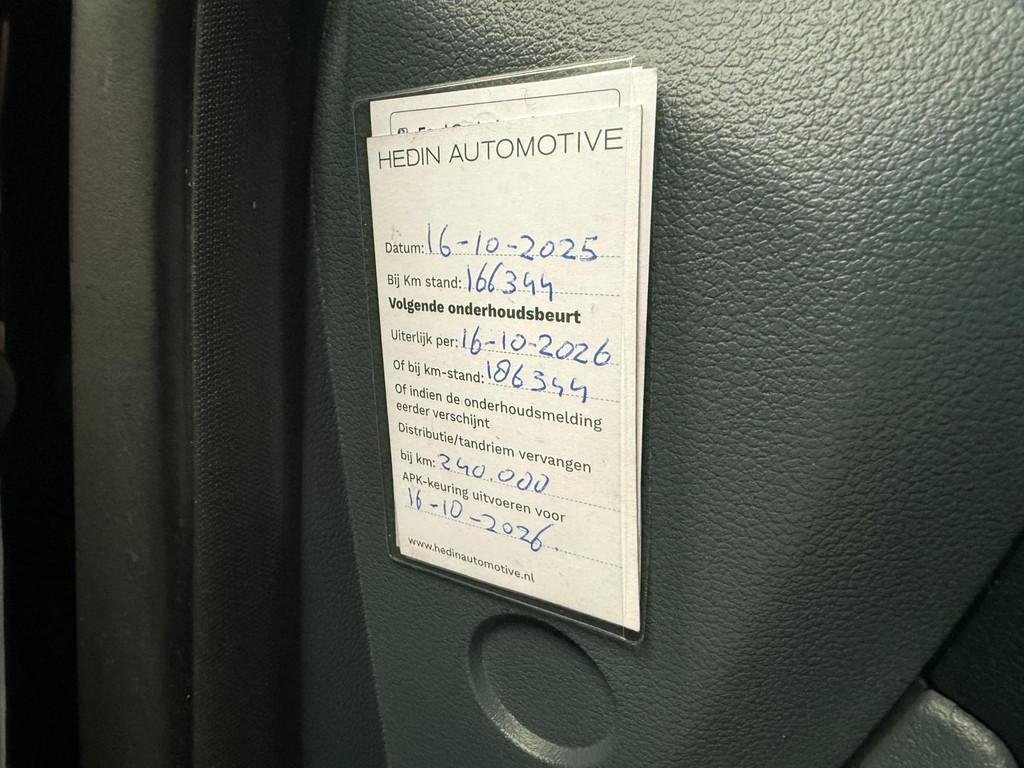 HEDIN AUTOMOTIVE
Datum: 16-10-2025
Bij Km stand: 166344
Volgende onderhoudsbeurt
Uiterlijk per: 16-10-2026
Of bij km-stand: 186344
Of indien de onderhoudsmelding
eerder verschijnt
Distributie/tandriem vervangen
bij km: 240.000
APK-keuring uitvoeren voor
16-10-2026.
www.hedinautomotive.nl